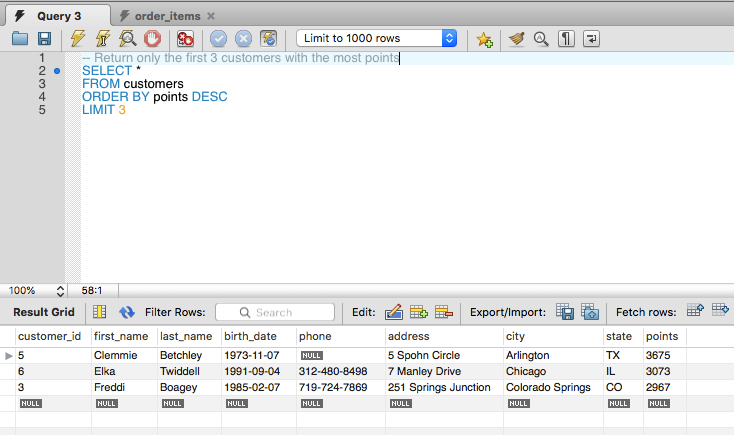 Query 3 order_items
Limit to 1000 rows
1 -- Return only the first 3 customers with the most points
2 SELECT *
3 FROM customers
4 ORDER BY points DESC
5 LIMIT 3
100% 58:1
Result Grid Filter Rows: Search Edit: Export/Import: Fetch rows:
customer_id first_name last_name birth_date phone address city state points
5 Clemmie Betchley 1973-11-07 NULL 5 Spohn Circle Arlington TX 3675
6 Elka Twiddell 1991-09-04 312-480-8498 7 Manley Drive Chicago IL 3073
3 Freddi Boagey 1985-02-07 719-724-7869 251 Springs Junction Colorado Springs CO 2967
NULL NULL NULL NULL NULL NULL NULL NULL NULL